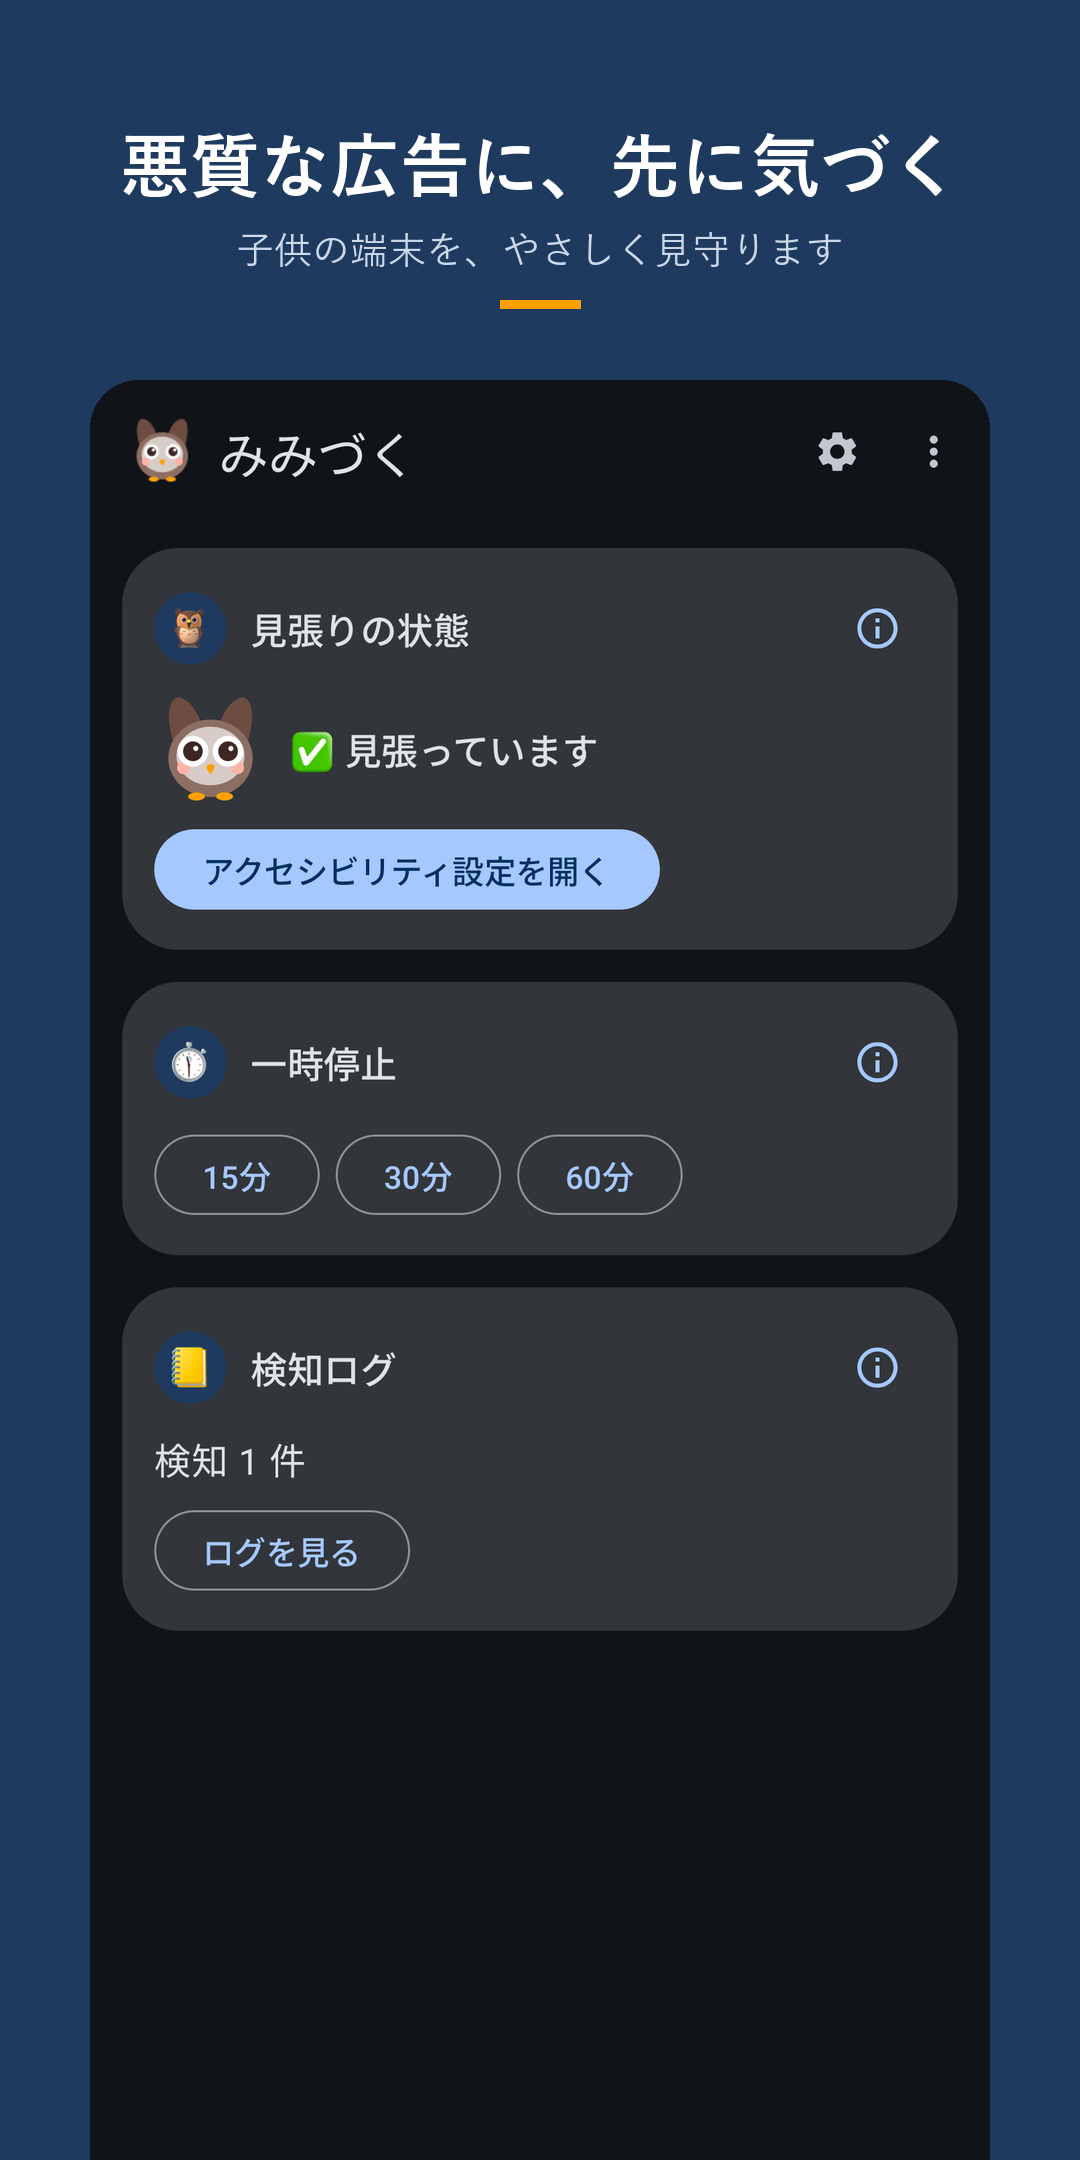 悪質な広告に、先に気づく
子供の端末を、やさしく見守ります
みみづく
見張りの状態
✅ 見張っています
アクセシビリティ設定を開く
一時停止
15分 30分 60分
検知ログ
検知 1 件
ログを見る